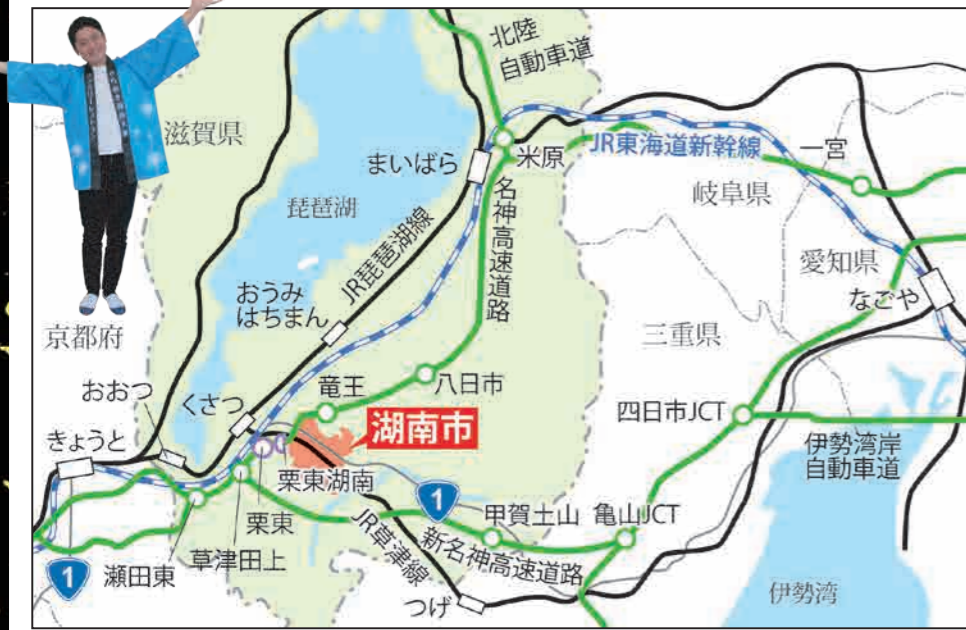 北陸
自動車道
滋賀県
まいばら
米原
JR東海道新幹線
一宮
岐阜県
琵琶湖
JR琵琶湖線
名神高速道路
愛知県
なごや
おうみ
はちまん
京都府
三重県
おおつ
くさつ
竜王
八日市
湖南市
四日市JCT
きょうと
伊勢湾岸
自動車道
栗東湖南
1
栗東
甲賀土山
亀山JCT
JR草津線
新名神高速道路
1
瀬田東
草津田上
つげ
伊勢湾